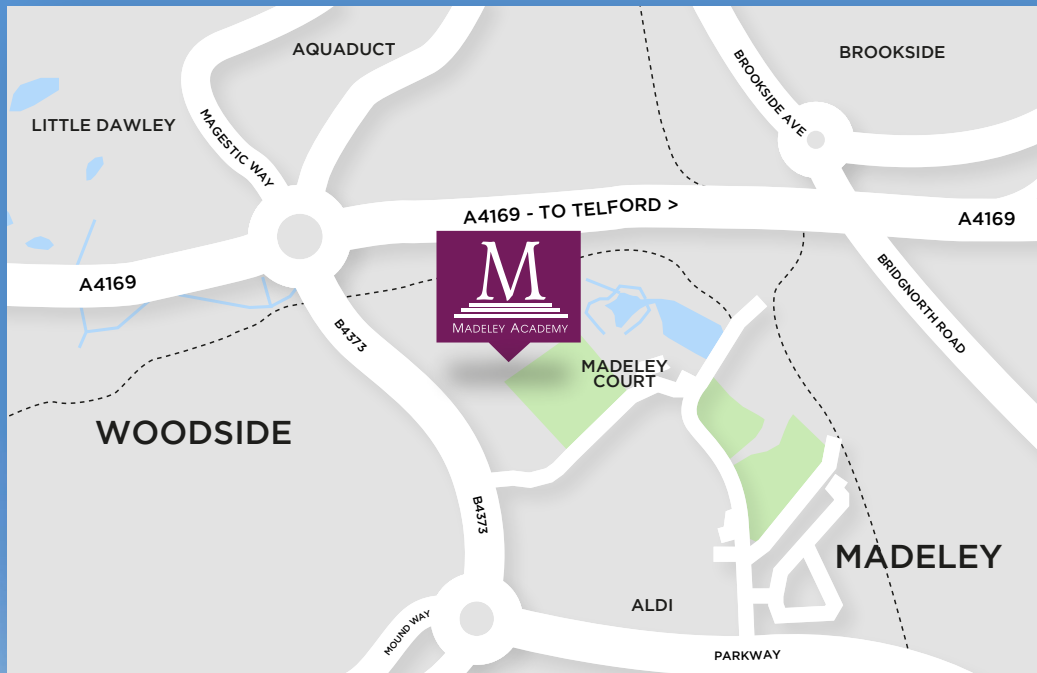 AQUADUCT
BROOKSIDE
BROOKSIDE AVE
LITTLE DAWLEY
MAGESTIC WAY
A4169 - TO TELFORD >
A4169
A4169
M
MADELEY ACADEMY
BRIDGNORTH ROAD
B4373
MADELEY
COURT
WOODSIDE
B4373
MADELEY
ALDI
MOUND WAY
PARKWAY